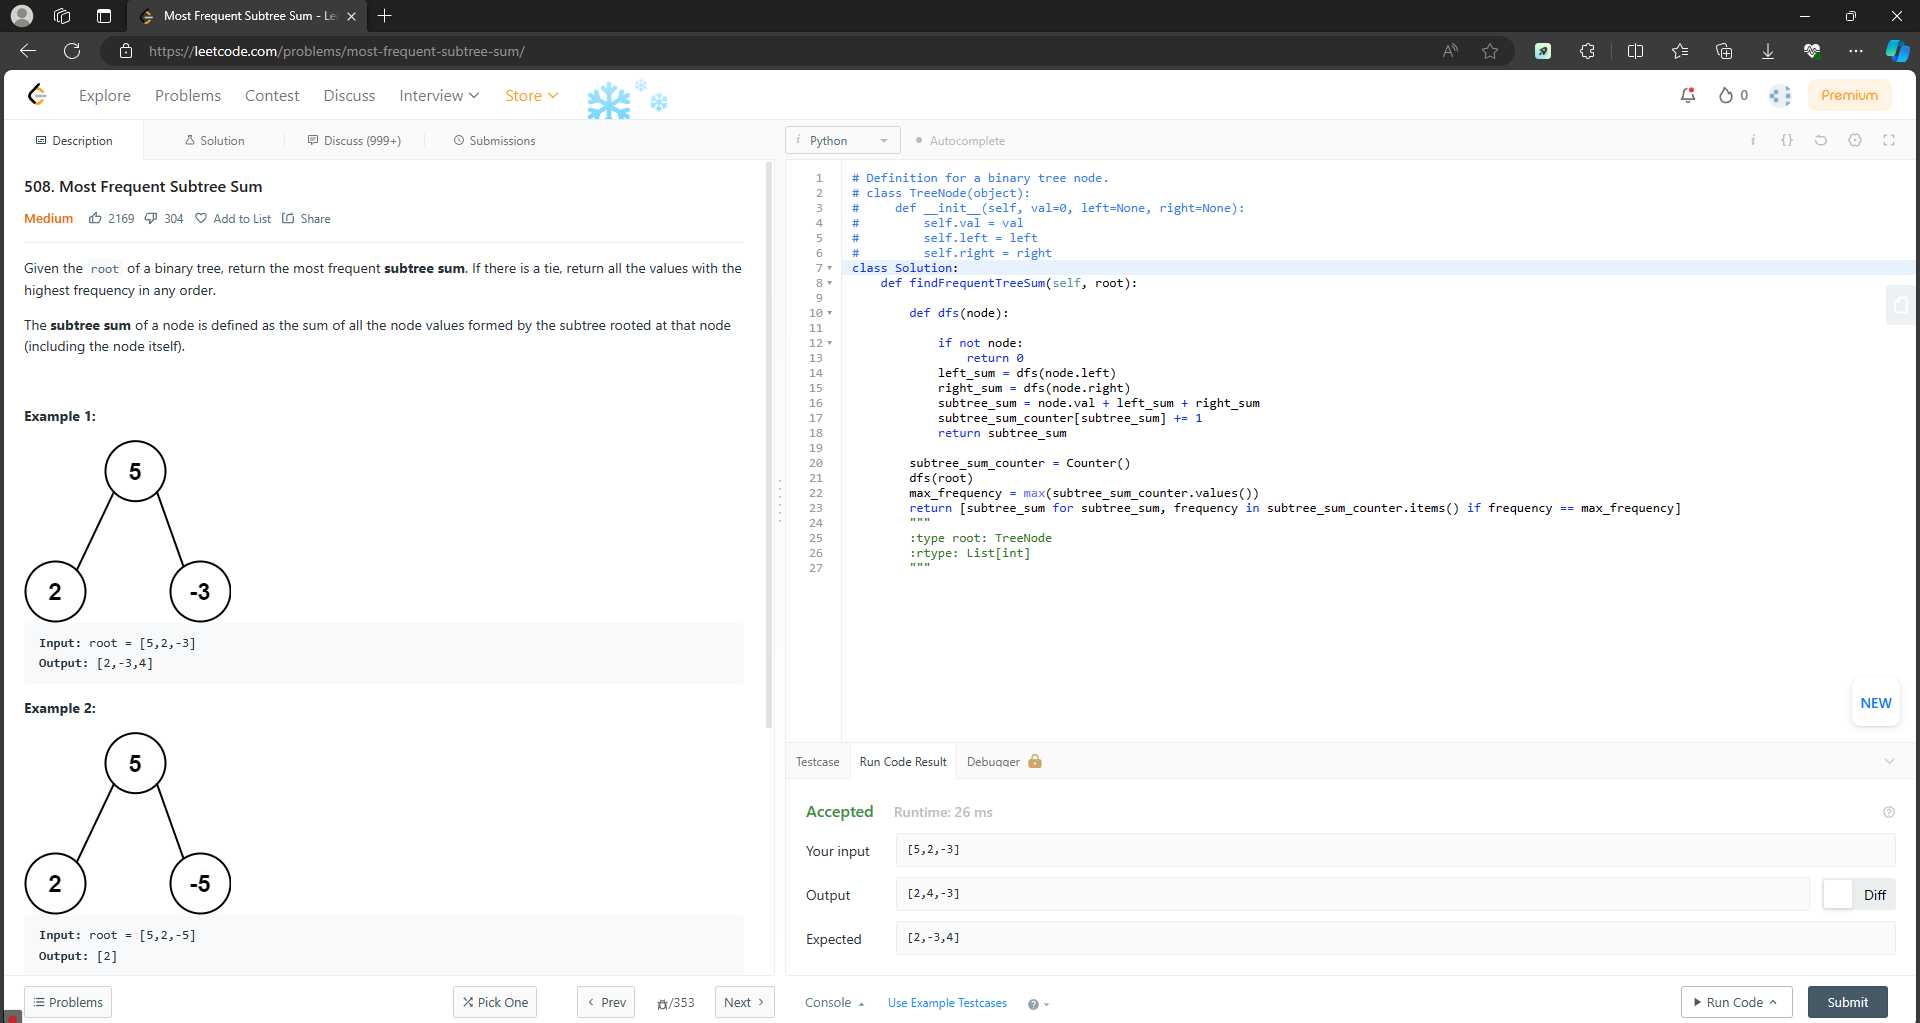 Most Frequent Subtree Sum - Le
https://leetcode.com/problems/most-frequent-subtree-sum/
Explore Problems Contest Discuss Interview Store
0 Premium
Description Solution Discuss (999+) Submissions
508. Most Frequent Subtree Sum
Medium 2169 304 Add to List Share
Given the root of a binary tree, return the most frequent subtree sum. If there is a tie, return all the values with the
highest frequency in any order.
The subtree sum of a node is defined as the sum of all the node values formed by the subtree rooted at that node
(including the node itself).
Example 1:
5
2 -3
Input: root = [5,2,-3]
Output: [2,-3,4]
Example 2:
5
2 -5
Input: root = [5,2,-5]
Output: [2]
Problems Pick One Prev /353 Next
i Python Autocomplete i {}
1 # Definition for a binary tree node.
2 # class TreeNode(object):
3 #     def __init__(self, val=0, left=None, right=None):
4 #         self.val = val
5 #         self.left = left
6 #         self.right = right
7 class Solution:
8     def findFrequentTreeSum(self, root):
9
10         def dfs(node):
11
12             if not node:
13                 return 0
14             left_sum = dfs(node.left)
15             right_sum = dfs(node.right)
16             subtree_sum = node.val + left_sum + right_sum
17             subtree_sum_counter[subtree_sum] += 1
18             return subtree_sum
19
20         subtree_sum_counter = Counter()
21         dfs(root)
22         max_frequency = max(subtree_sum_counter.values())
23         return [subtree_sum for subtree_sum, frequency in subtree_sum_counter.items() if frequency == max_frequency]
24         """
25         :type root: TreeNode
26         :rtype: List[int]
27         """
NEW
Testcase Run Code Result Debugger
Accepted Runtime: 26 ms
Your input [5,2,-3]
Output [2,4,-3] Diff
Expected [2,-3,4]
Console Use Example Testcases Run Code Submit